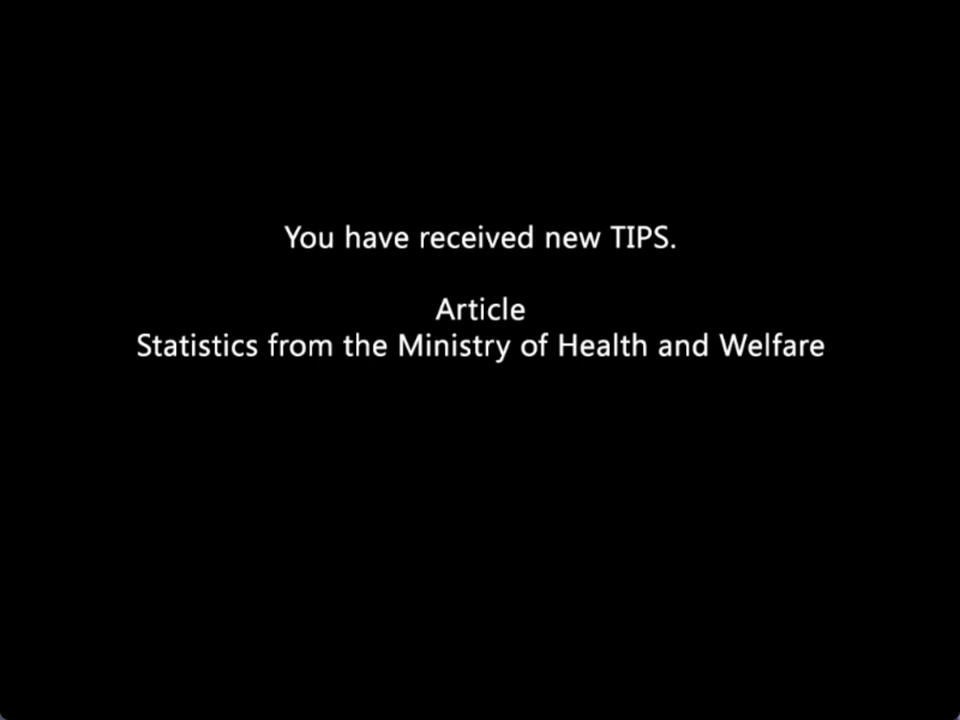 You have received new TIPS.
Article
Statistics from the Ministry of Health and Welfare